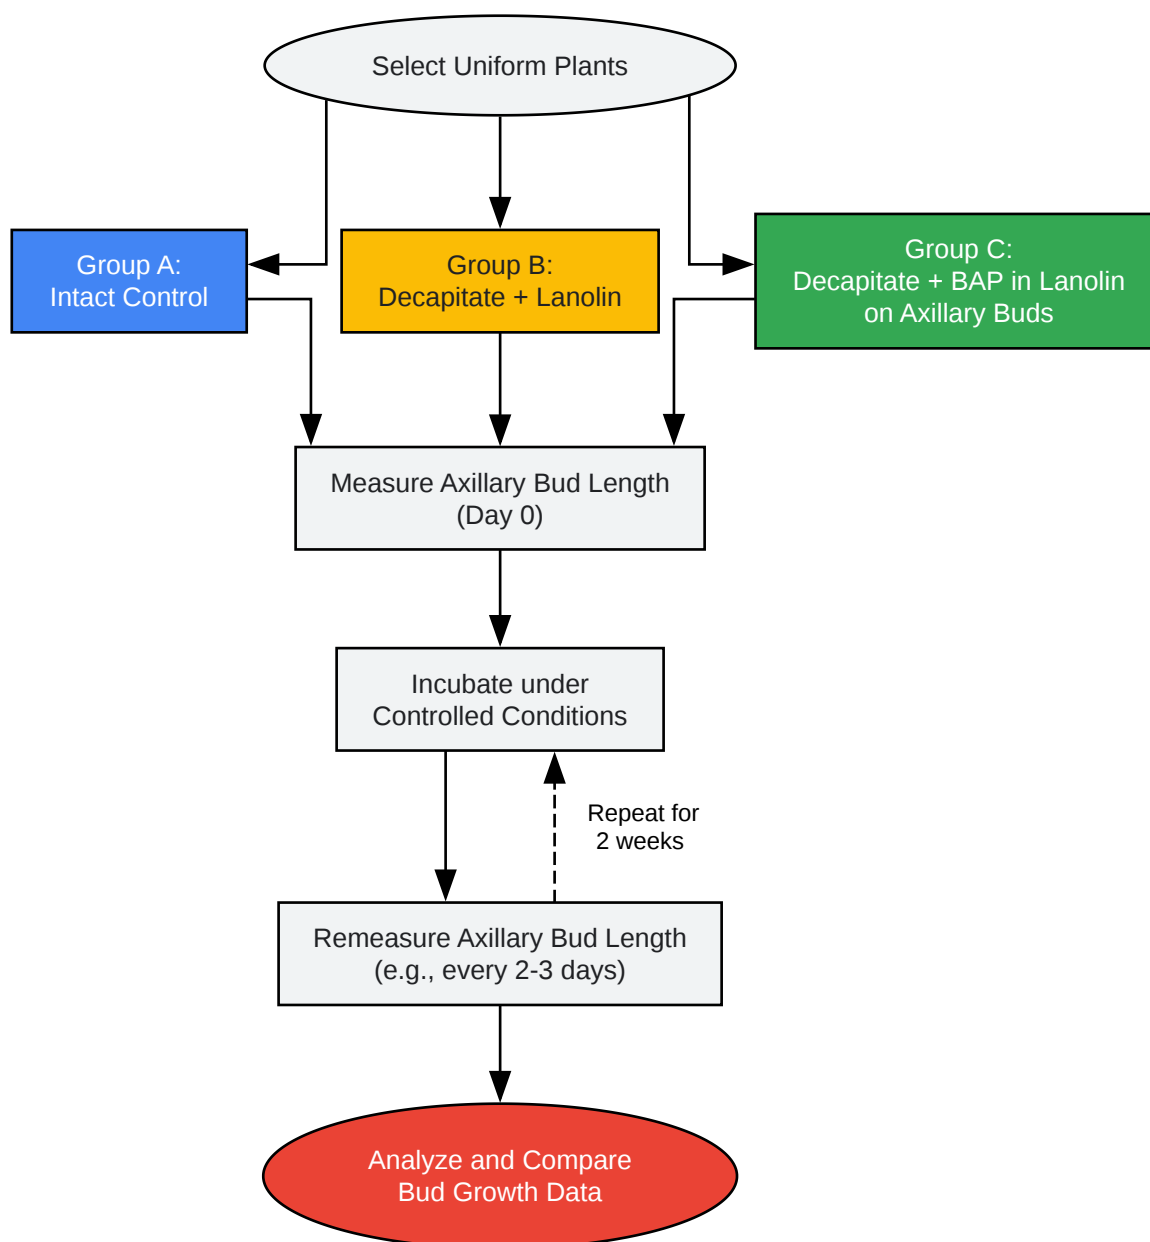 Select Uniform Plants
Group A:
Intact Control
Group B:
Decapitate + Lanolin
Group C:
Decapitate + BAP in Lanolin
on Axillary Buds
Measure Axillary Bud Length
(Day 0)
Incubate under
Controlled Conditions
Repeat for
2 weeks
Remeasure Axillary Bud Length
(e.g., every 2-3 days)
Analyze and Compare
Bud Growth Data